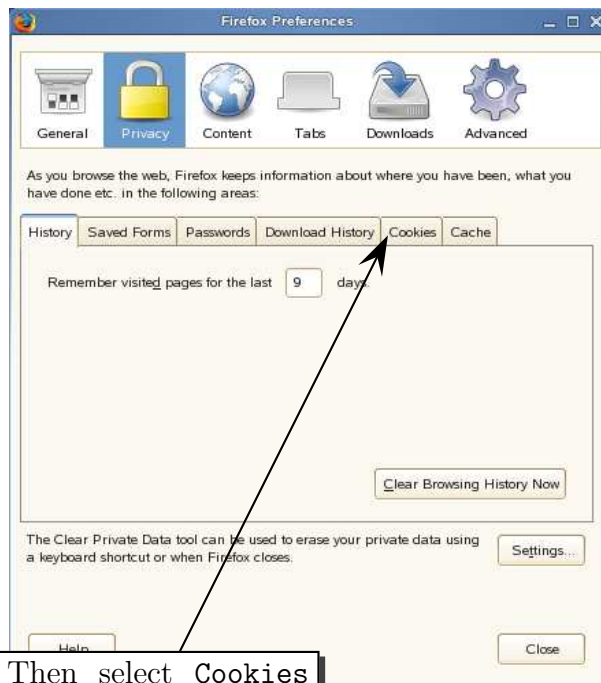 Firefox Preferences
General Privacy Content Tabs Downloads Advanced
As you browse the web, Firefox keeps information about where you have been, what you
have done etc. in the following areas:
History Saved Forms Passwords Download History Cookies Cache
Remember visited pages for the last 9 days.
Clear Browsing History Now
The Clear Private Data tool can be used to erase your private data using
a keyboard shortcut or when Firefox closes.
Settings...
Help
Close
Then select Cookies